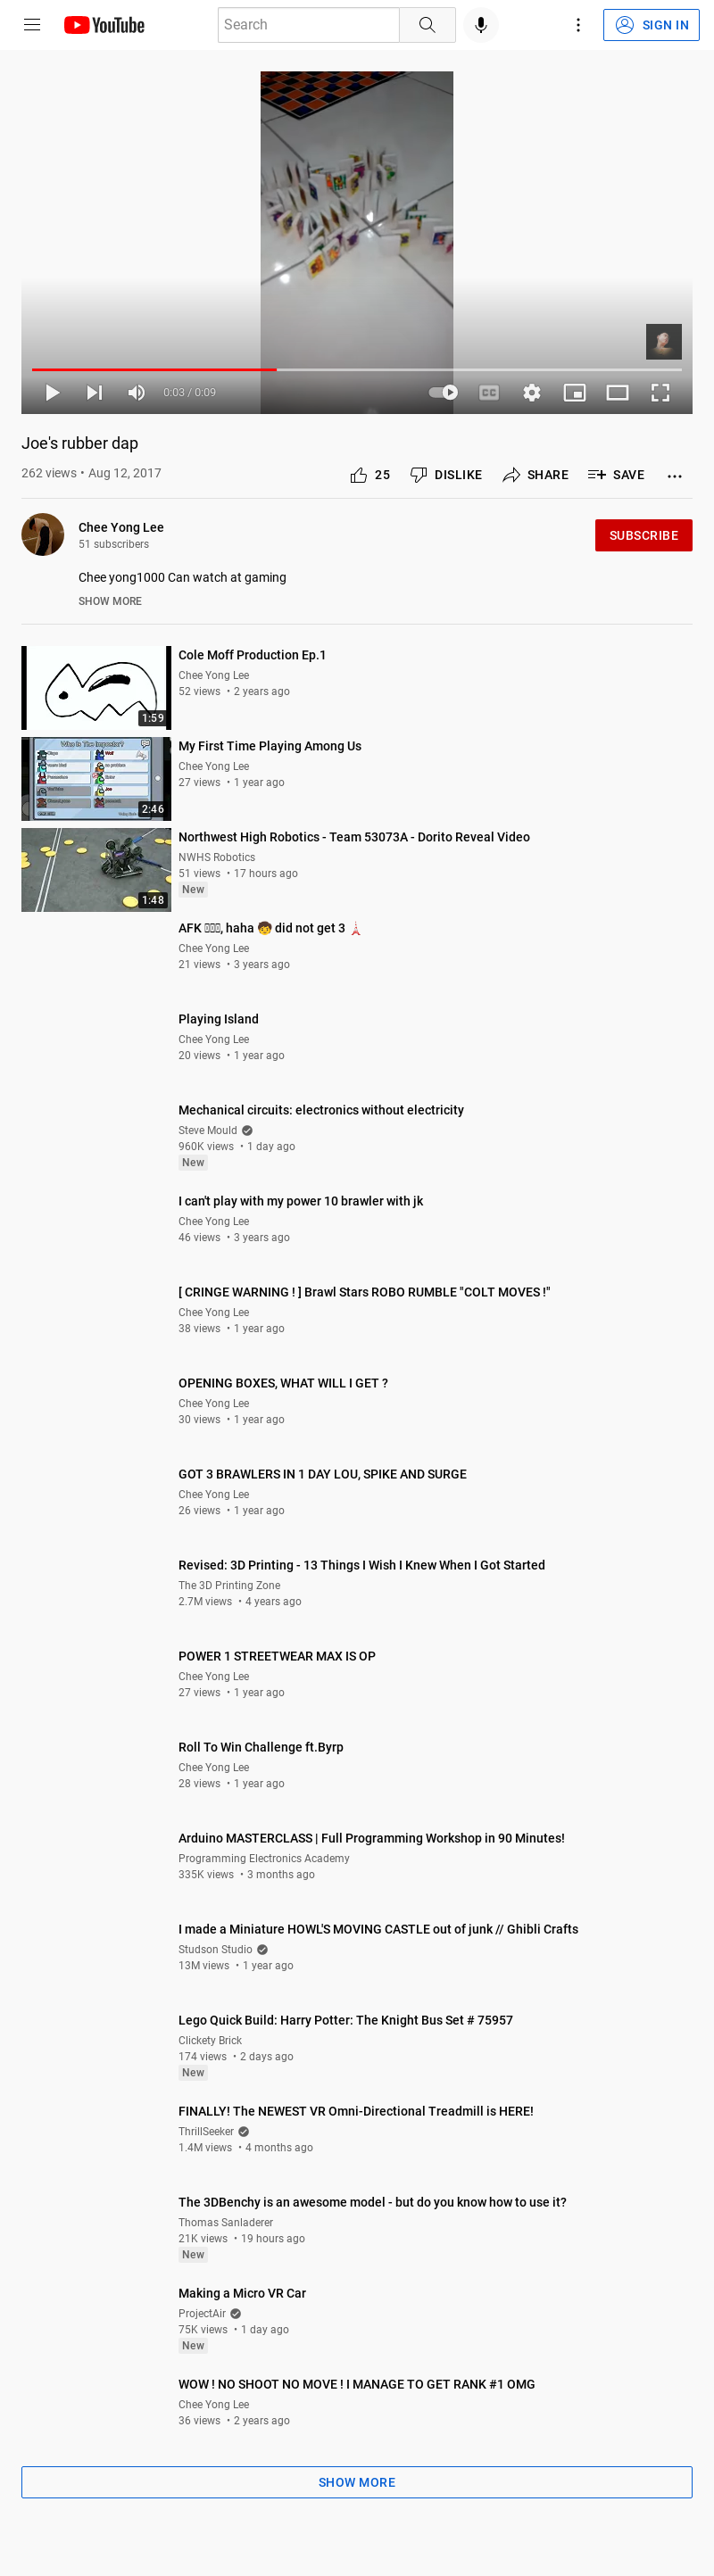 YouTube
Search
SIGN IN
0:03 / 0:09
CC
Joe's rubber dap
262 views • Aug 12, 2017
25
DISLIKE
SHARE
SAVE
Chee Yong Lee
51 subscribers
SUBSCRIBE
Chee yong1000 Can watch at gaming
SHOW MORE
1:59
Cole Moff Production Ep.1
Chee Yong Lee
52 views • 2 years ago
Who Is The Impostor?
2:46
My First Time Playing Among Us
Chee Yong Lee
27 views • 1 year ago
1:48
Northwest High Robotics - Team 53073A - Dorito Reveal Video
NWHS Robotics
51 views • 17 hours ago
New
AFK , haha 🧒 did not get 3 🗼
Chee Yong Lee
21 views • 3 years ago
Playing Island
Chee Yong Lee
20 views • 1 year ago
Mechanical circuits: electronics without electricity
Steve Mould
960K views • 1 day ago
New
I can't play with my power 10 brawler with jk
Chee Yong Lee
46 views • 3 years ago
[ CRINGE WARNING ! ] Brawl Stars ROBO RUMBLE "COLT MOVES !"
Chee Yong Lee
38 views • 1 year ago
OPENING BOXES, WHAT WILL I GET ?
Chee Yong Lee
30 views • 1 year ago
GOT 3 BRAWLERS IN 1 DAY LOU, SPIKE AND SURGE
Chee Yong Lee
26 views • 1 year ago
Revised: 3D Printing - 13 Things I Wish I Knew When I Got Started
The 3D Printing Zone
2.7M views • 4 years ago
POWER 1 STREETWEAR MAX IS OP
Chee Yong Lee
27 views • 1 year ago
Roll To Win Challenge ft.Byrp
Chee Yong Lee
28 views • 1 year ago
Arduino MASTERCLASS | Full Programming Workshop in 90 Minutes!
Programming Electronics Academy
335K views • 3 months ago
I made a Miniature HOWL'S MOVING CASTLE out of junk // Ghibli Crafts
Studson Studio
13M views • 1 year ago
Lego Quick Build: Harry Potter: The Knight Bus Set # 75957
Clickety Brick
174 views • 2 days ago
New
FINALLY! The NEWEST VR Omni-Directional Treadmill is HERE!
ThrillSeeker
1.4M views • 4 months ago
The 3DBenchy is an awesome model - but do you know how to use it?
Thomas Sanladerer
21K views • 19 hours ago
New
Making a Micro VR Car
ProjectAir
75K views • 1 day ago
New
WOW ! NO SHOOT NO MOVE ! I MANAGE TO GET RANK #1 OMG
Chee Yong Lee
36 views • 2 years ago
SHOW MORE